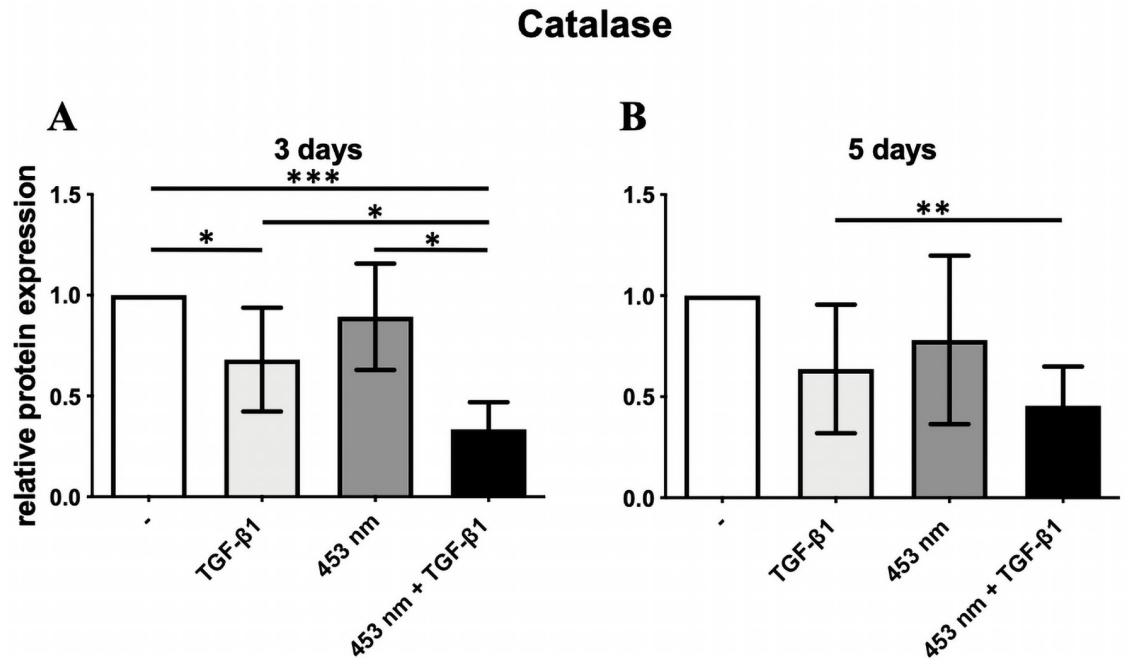 Catalase
A
B
3 days
5 days
relative protein expression
***
*
*
*
**
1.5
1.0
0.5
0.0
1.5
1.0
0.5
0.0
-
TGF-β1
453 nm
453 nm + TGF-β1
-
TGF-β1
453 nm
453 nm + TGF-β1